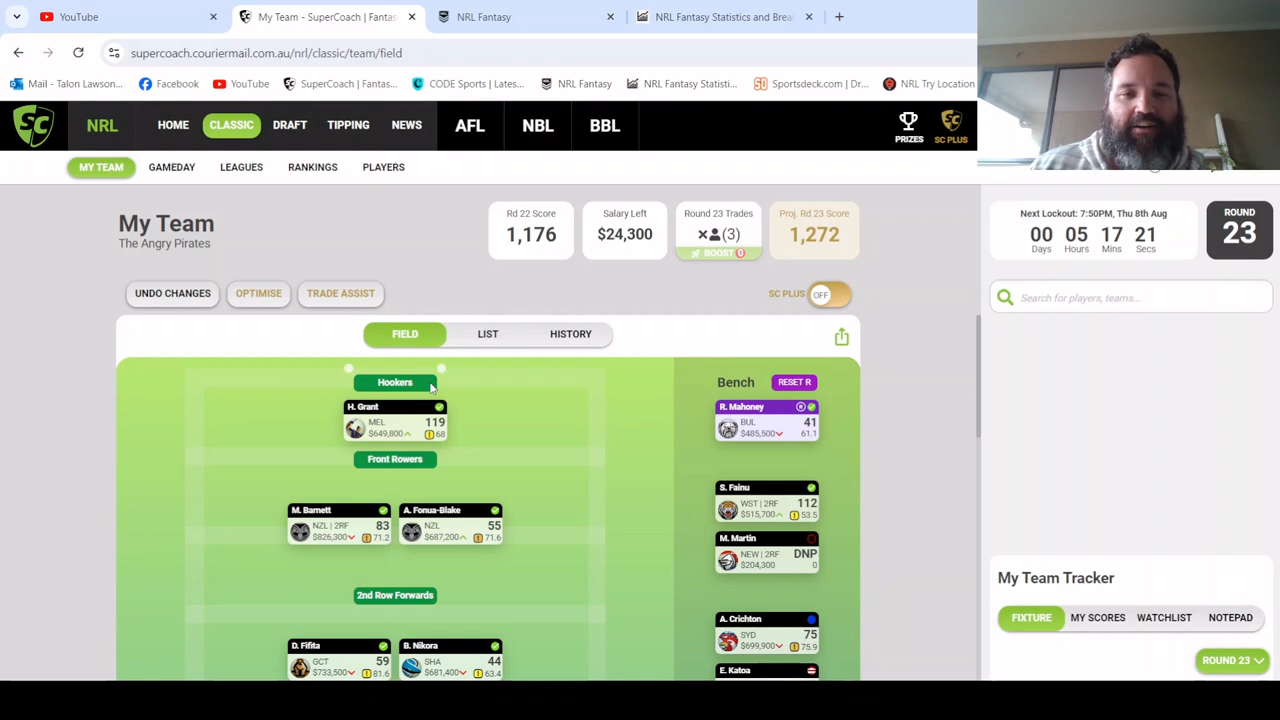 YouTube
My Team - SuperCoach | Fantas
NRL Fantasy
NRL Fantasy Statistics and Brea
supercoach.couriermail.com.au/nrl/classic/team/field
Mail - Talon Lawson...
Facebook
YouTube
SuperCoach | Fantas...
CODE Sports | Lates...
NRL Fantasy
NRL Fantasy Statisti...
Sportsdeck.com | Dr...
NRL Try Location
SC
NRL
HOME
CLASSIC
DRAFT
TIPPING
NEWS
AFL
NBL
BBL
PRIZES
SC PLUS
MY TEAM
GAMEDAY
LEAGUES
RANKINGS
PLAYERS
My Team
The Angry Pirates
Rd 22 Score
1,176
Salary Left
$24,300
Round 23 Trades
(3)
BOOST 0
Proj. Rd 23 Score
1,272
Next Lockout: 7:50PM, Thu 8th Aug
00 05 17 21
Days Hours Mins Secs
ROUND
23
UNDO CHANGES
OPTIMISE
TRADE ASSIST
SC PLUS OFF
Search for players, teams...
FIELD
LIST
HISTORY
Hookers
H. Grant
MEL 119
$649,800 68
Front Rowers
M. Barnett
NZL | 2RF 83
$826,300 71.2
A. Fonua-Blake
NZL 55
$687,200 71.6
2nd Row Forwards
D. Fifita
GCT 59
$733,500 81.6
B. Nikora
SHA 44
$681,400 63.4
Bench
RESET R
R. Mahoney R
BUL 41
$485,500 61.1
S. Fainu
WST | 2RF 112
$515,700 53.5
M. Martin
NEW | 2RF DNP
$204,300 0
A. Crichton
SYD 75
$699,900 75.9
E. Katoa
My Team Tracker
FIXTURE
MY SCORES
WATCHLIST
NOTEPAD
ROUND 23